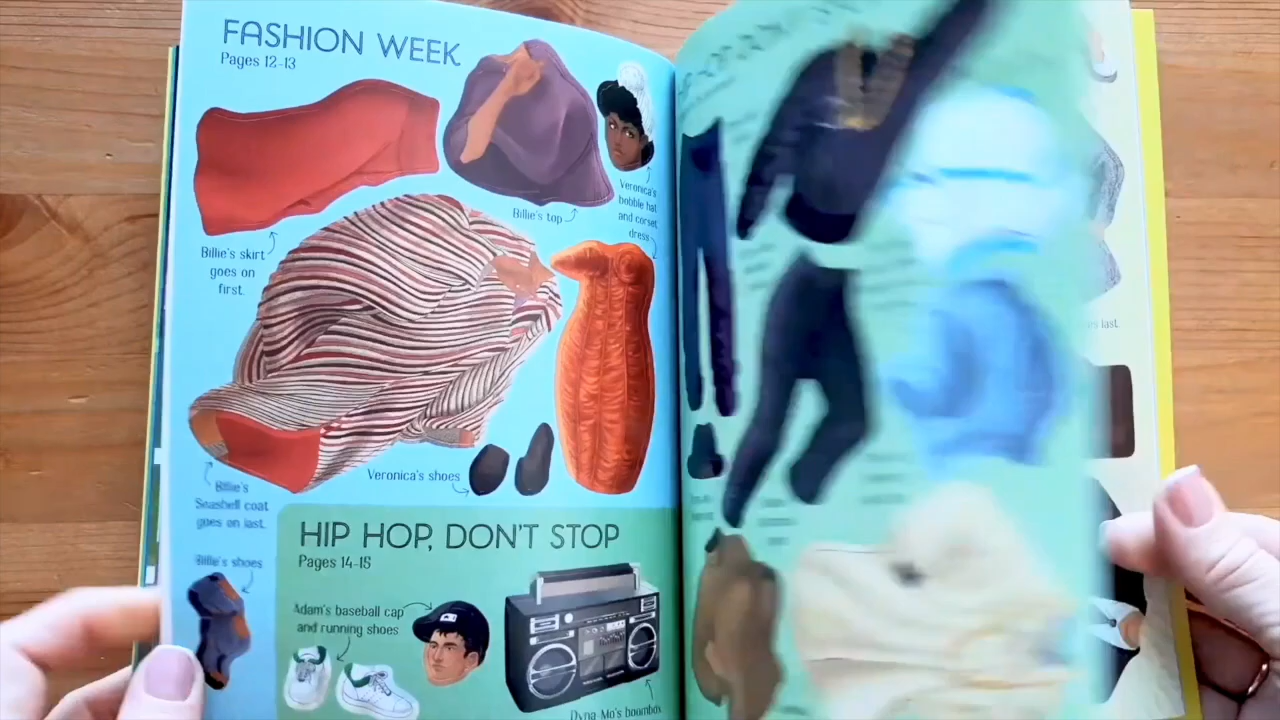 FASHION WEEK
Pages 12-13
Billie's top
Veronica's
bobble hat
and corset
dress
Billie's skirt
goes on
first.
Veronica's shoes
Billie's
Seashell coat
goes on last.
Billie's shoes
HIP HOP, DON'T STOP
Pages 14-15
Adam's baseball cap
and running shoes
Dyna-Mo's boombox
last.